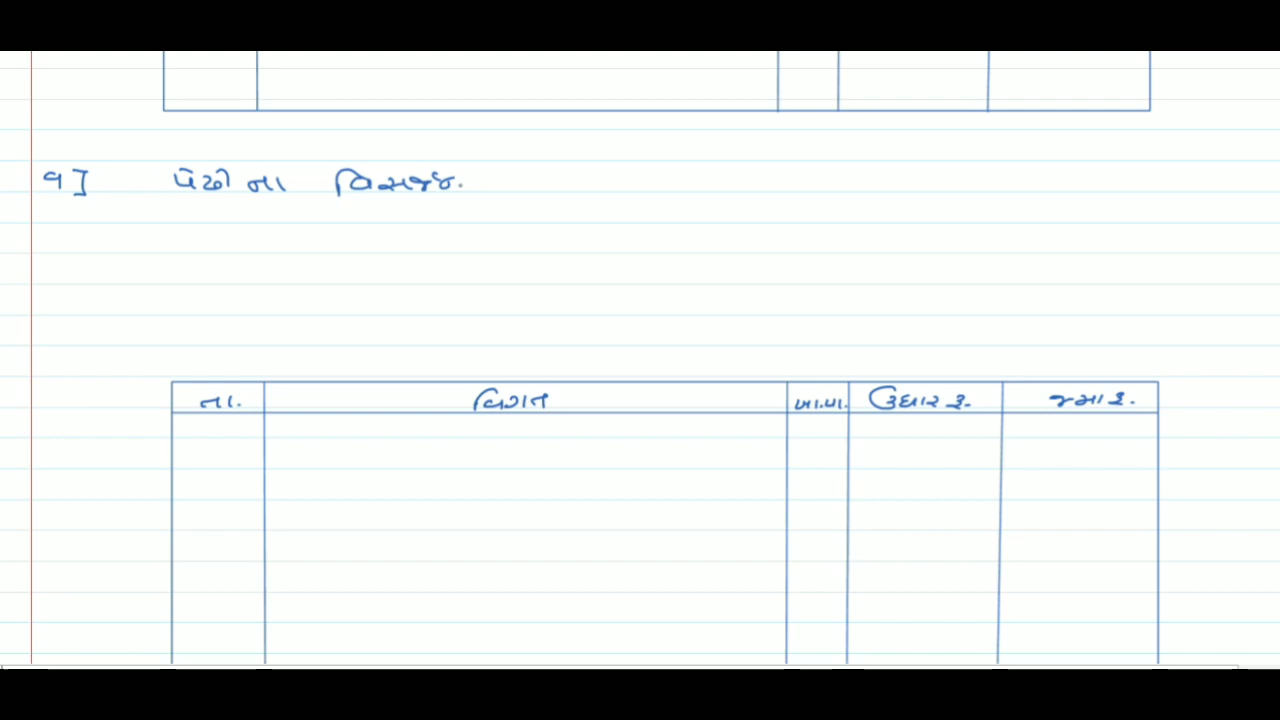 ૧] પેઢી ના વિસર્જન.
તા. વિગત ખા.પા. ઉધાર રૂ. જમા રૂ.